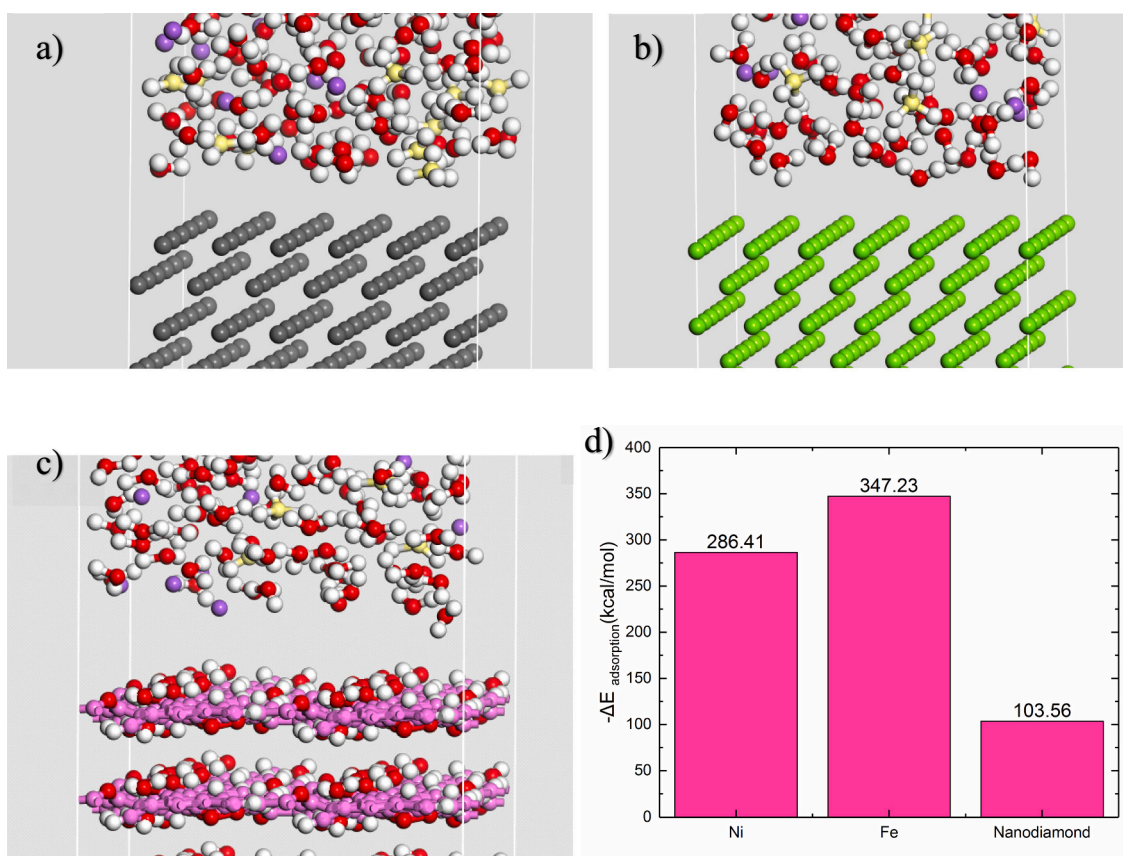 a)
b)
c)
d)
-ΔE adsorption(kcal/mol)
400
350
300
250
200
150
100
50
0
286.41
347.23
103.56
Ni
Fe
Nanodiamond